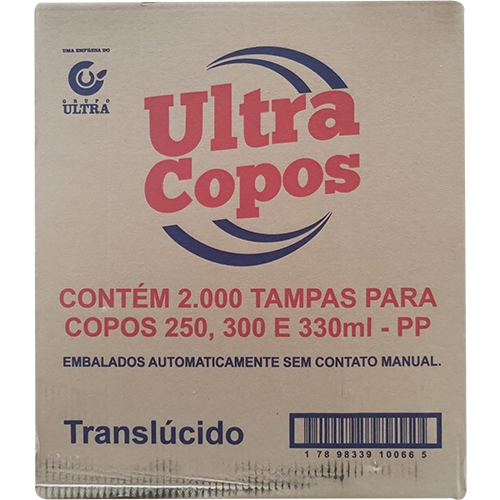 UMA EMPRESA DO
GRUPO
ULTRA
Ultra
Copos
CONTÉM 2.000 TAMPAS PARA
COPOS 250, 300 E 330ml - PP
EMBALADOS AUTOMATICAMENTE SEM CONTATO MANUAL.
Translúcido
1 78 98339 10066 5